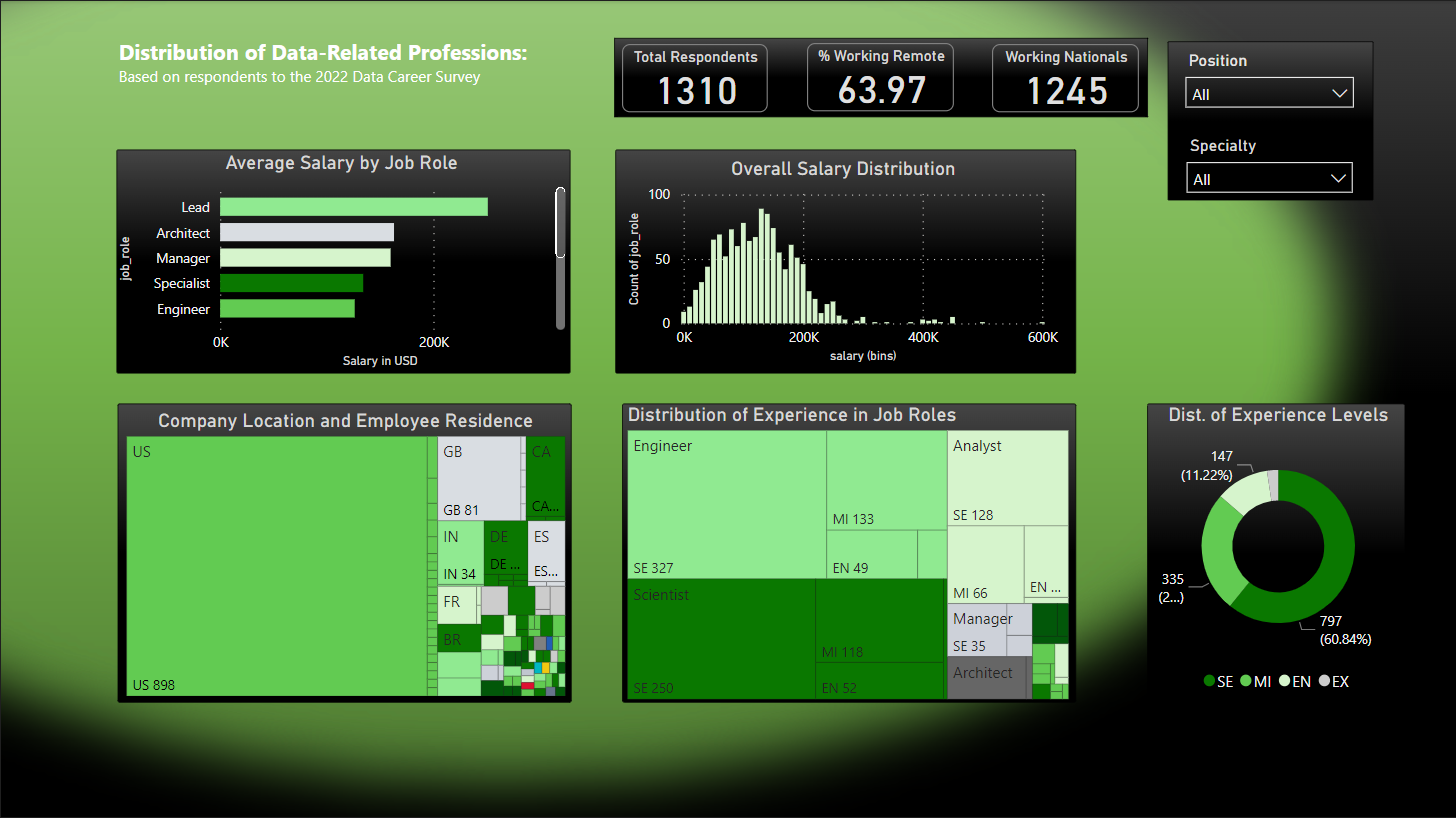 Distribution of Data-Related Professions:
Based on respondents to the 2022 Data Career Survey
Total Respondents
1310
% Working Remote
63.97
Working Nationals
1245
Position
All
Specialty
All
Average Salary by Job Role
job_role
Lead
Architect
Manager
Specialist
Engineer
0K
200K
Salary in USD
Overall Salary Distribution
Count of job_role
100
50
0
0K
200K
400K
600K
salary (bins)
Company Location and Employee Residence
US
US 898
GB
GB 81
CA
CA...
IN
IN 34
DE
DE ...
ES
ES...
FR
BR
Distribution of Experience in Job Roles
Engineer
SE 327
MI 133
EN 49
Scientist
SE 250
MI 118
EN 52
Analyst
SE 128
MI 66
EN ...
Manager
SE 35
Architect
Dist. of Experience Levels
147
(11.22%)
335
(2...)
797
(60.84%)
SE
MI
EN
EX